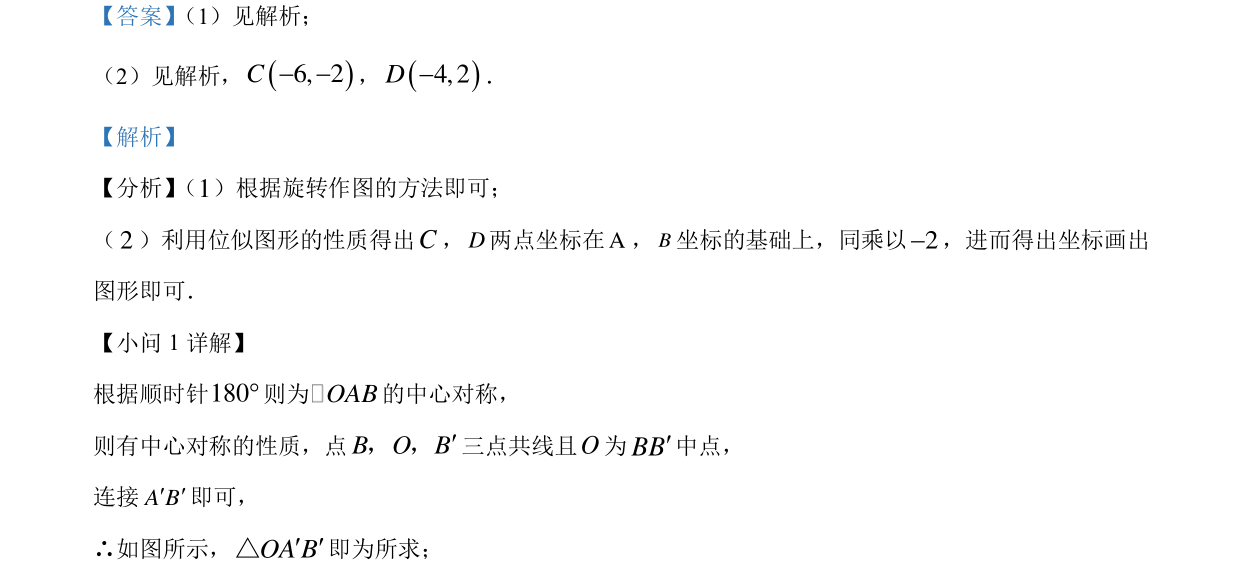 【答案】（1）见解析；
（2）见解析，C(−6,−2)，D(−4,2)．
【解析】
【分析】（1）根据旋转作图的方法即可；
（2）利用位似图形的性质得出C，D两点坐标在A，B坐标的基础上，同乘以−2，进而得出坐标画出
图形即可．
【小问 1 详解】
根据顺时针180°则为□OAB的中心对称，
则有中心对称的性质，点B，O，B′三点共线且O为BB′中点，
连接A′B′即可，
∴如图所示，△OA′B′即为所求；